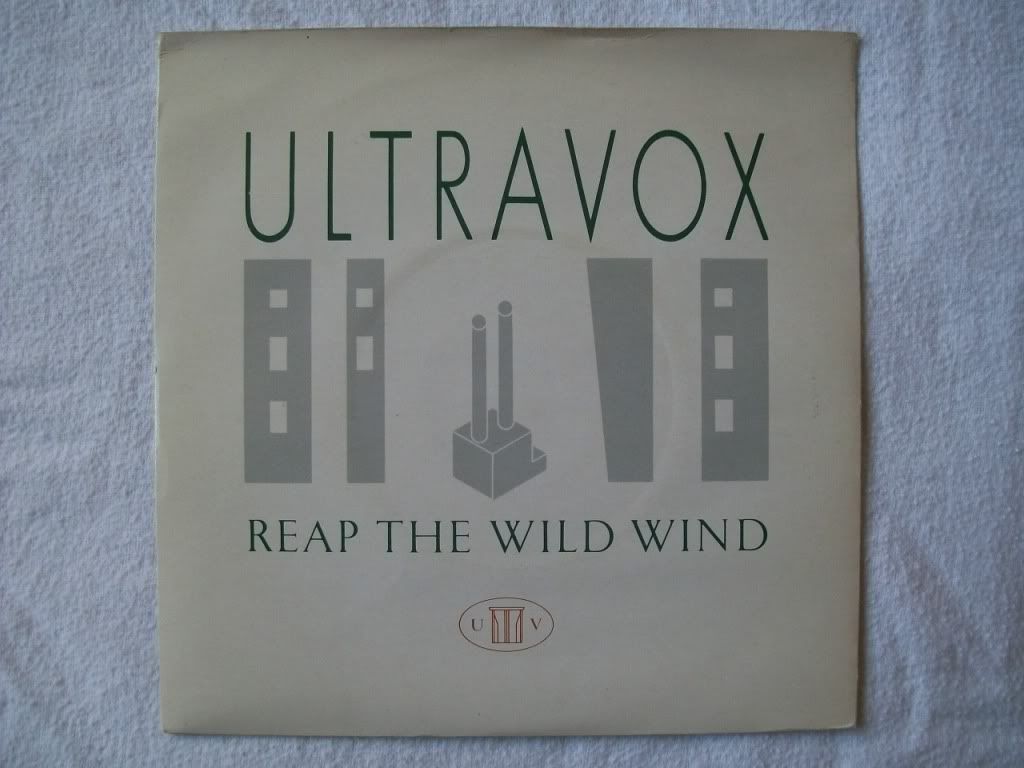 ULTRAVOX
REAP THE WILD WIND
U V